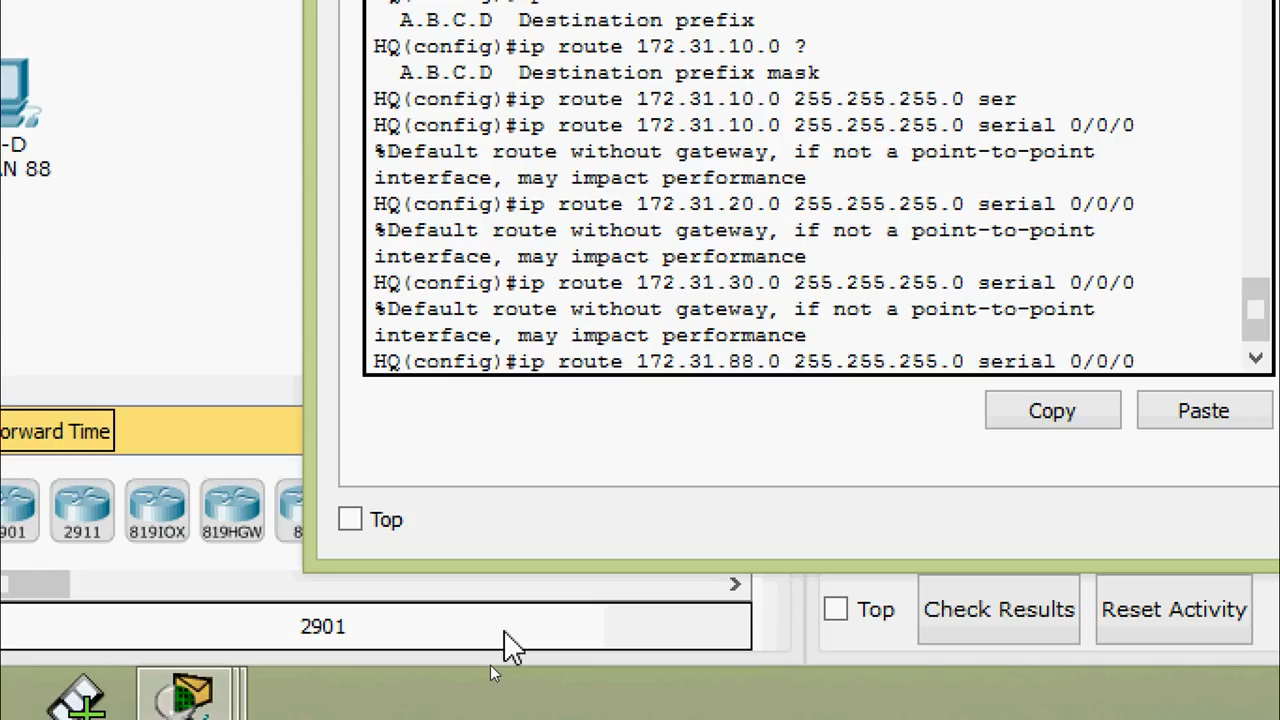 A.B.C.D  Destination prefix
HQ(config)#ip route 172.31.10.0 ?
A.B.C.D  Destination prefix mask
HQ(config)#ip route 172.31.10.0 255.255.255.0 ser
HQ(config)#ip route 172.31.10.0 255.255.255.0 serial 0/0/0
%Default route without gateway, if not a point-to-point
interface, may impact performance
HQ(config)#ip route 172.31.20.0 255.255.255.0 serial 0/0/0
%Default route without gateway, if not a point-to-point
interface, may impact performance
HQ(config)#ip route 172.31.30.0 255.255.255.0 serial 0/0/0
%Default route without gateway, if not a point-to-point
interface, may impact performance
HQ(config)#ip route 172.31.88.0 255.255.255.0 serial 0/0/0
-D
N 88
Copy
Paste
orward Time
901
2911
819IOX
819HGW
8
Top
2901
Top
Check Results
Reset Activity